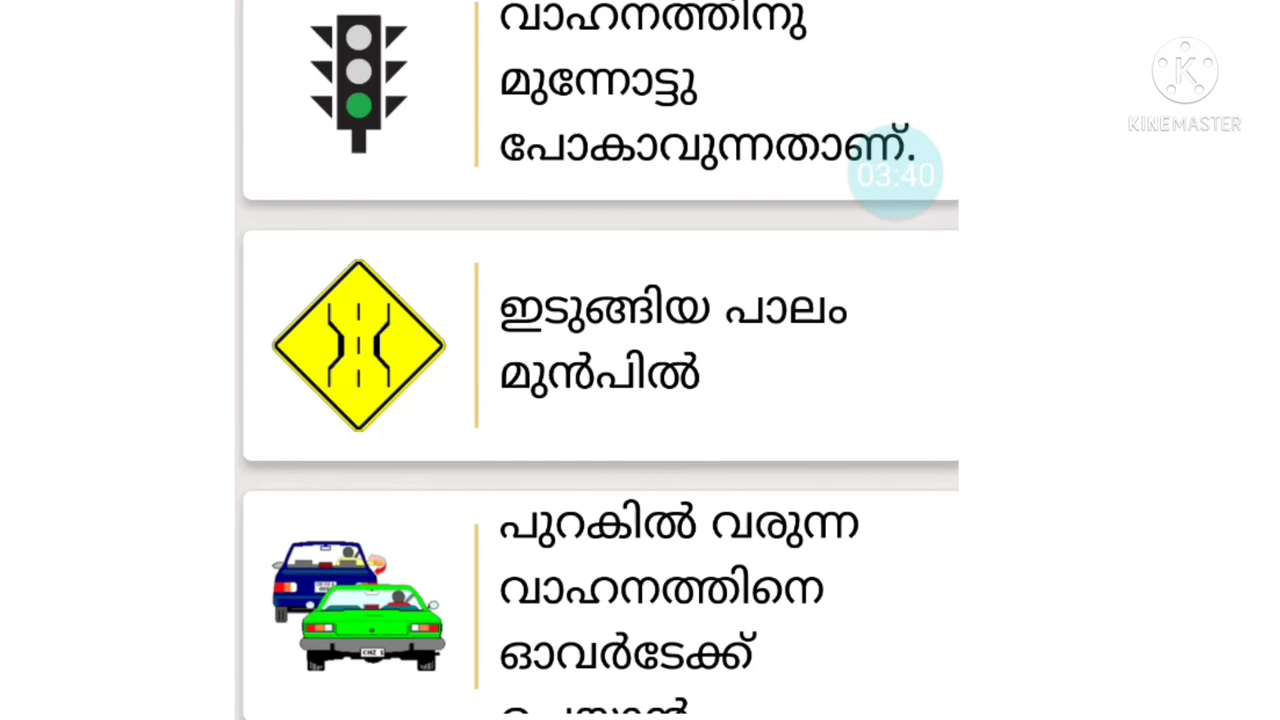 വാഹനത്തിനു
മുന്നോട്ടു
പോകാവുന്നതാണ്.
03:40
K
KINEMASTER
ഇടുങ്ങിയ പാലം
മുൻപിൽ
പുറകിൽ വരുന്ന
വാഹനത്തിനെ
ഓവർടേക്ക്